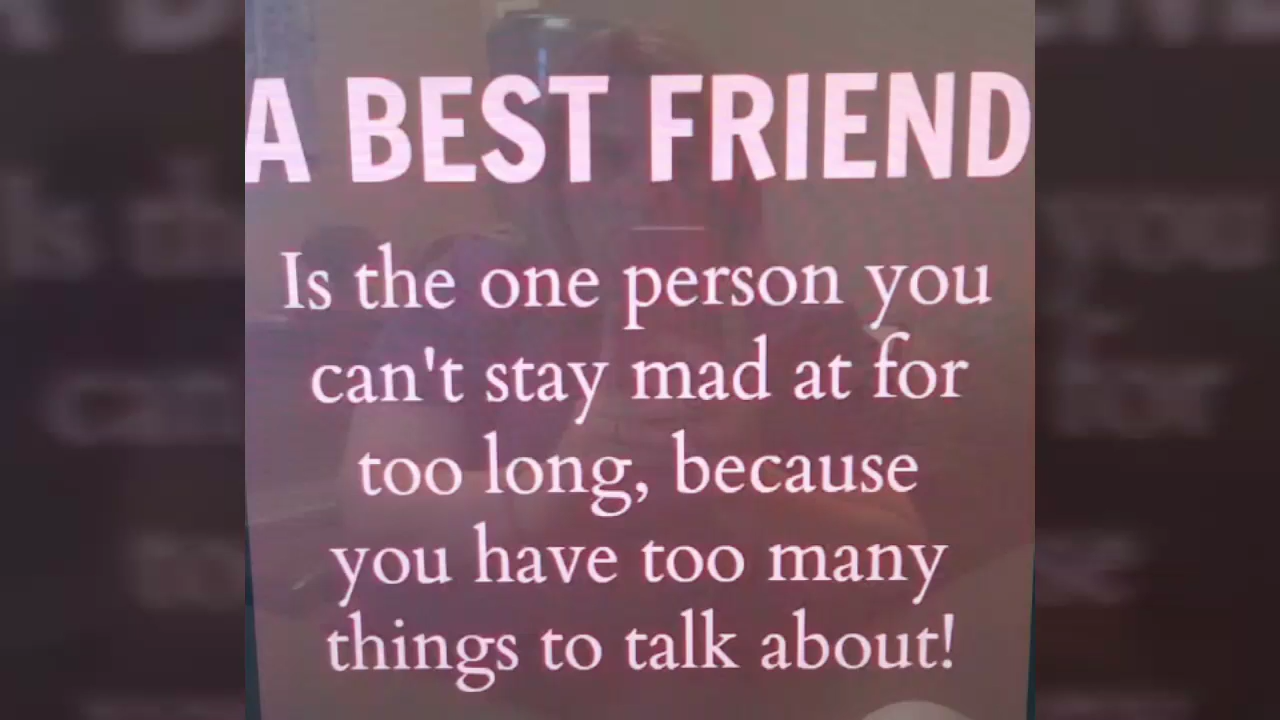 A BEST FRIEND
Is the one person you
can't stay mad at for
too long, because
you have too many
things to talk about!